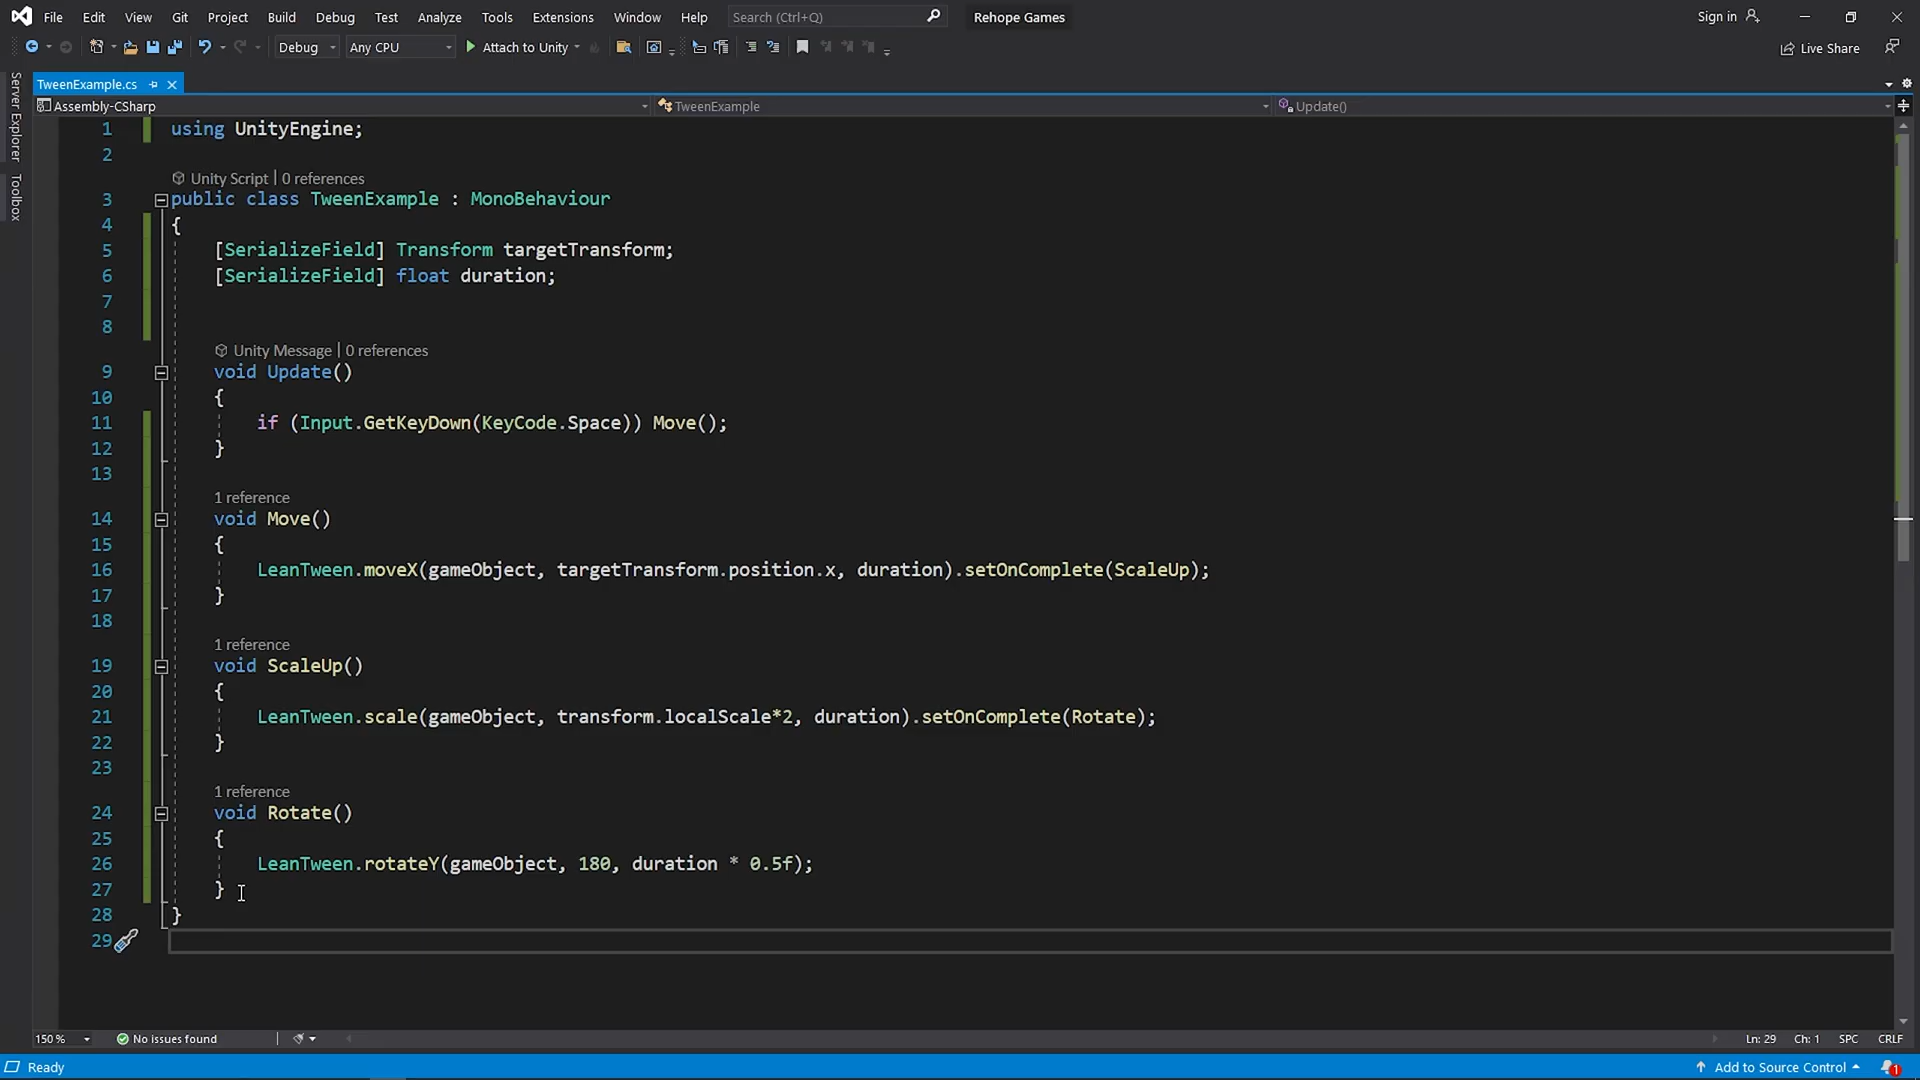 File Edit View Git Project Build Debug Test Analyze Tools Extensions Window Help Search (Ctrl+Q) Rehope Games Sign in
Debug Any CPU Attach to Unity Live Share
Server Explorer
Toolbox
TweenExample.cs
Assembly-CSharp TweenExample Update()
1 using UnityEngine;
2
Unity Script | 0 references
3 public class TweenExample : MonoBehaviour
4 {
5 [SerializeField] Transform targetTransform;
6 [SerializeField] float duration;
7
8
Unity Message | 0 references
9 void Update()
10 {
11 if (Input.GetKeyDown(KeyCode.Space)) Move();
12 }
13
1 reference
14 void Move()
15 {
16 LeanTween.moveX(gameObject, targetTransform.position.x, duration).setOnComplete(ScaleUp);
17 }
18
1 reference
19 void ScaleUp()
20 {
21 LeanTween.scale(gameObject, transform.localScale*2, duration).setOnComplete(Rotate);
22 }
23
1 reference
24 void Rotate()
25 {
26 LeanTween.rotateY(gameObject, 180, duration * 0.5f);
27 }
28 }
29
150 % No issues found Ln: 29 Ch: 1 SPC CRLF
Ready Add to Source Control 1